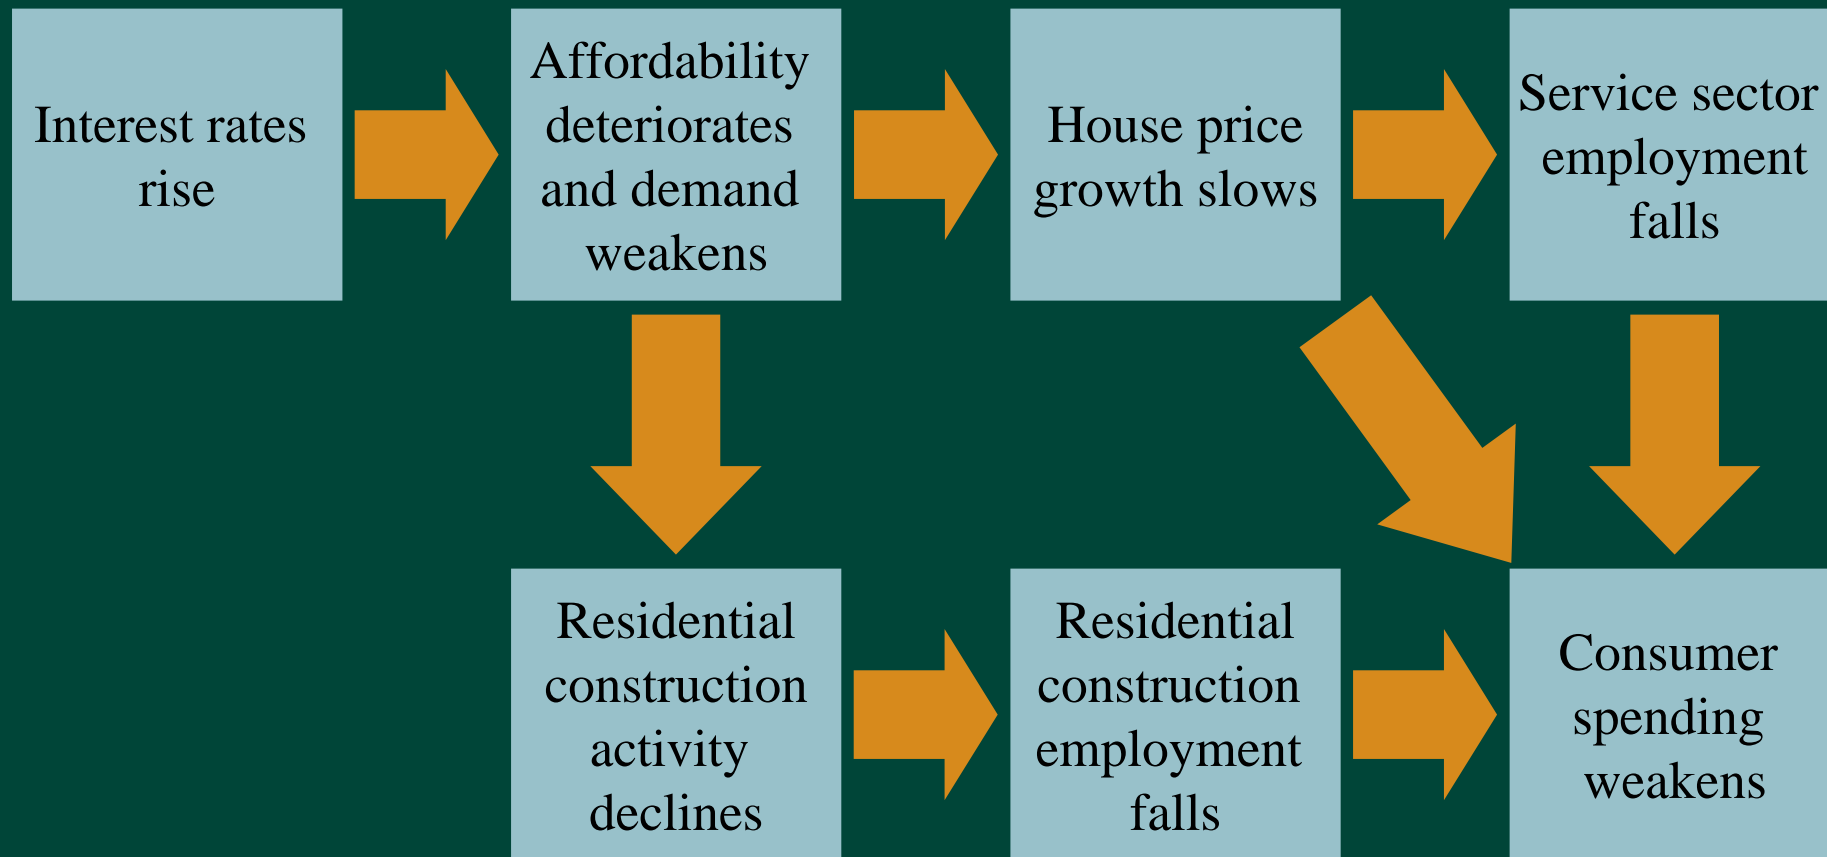 Interest rates
rise
Affordability
deteriorates
and demand
weakens
House price
growth slows
Service sector
employment
falls
Residential
construction
activity
declines
Residential
construction
employment
falls
Consumer
spending
weakens